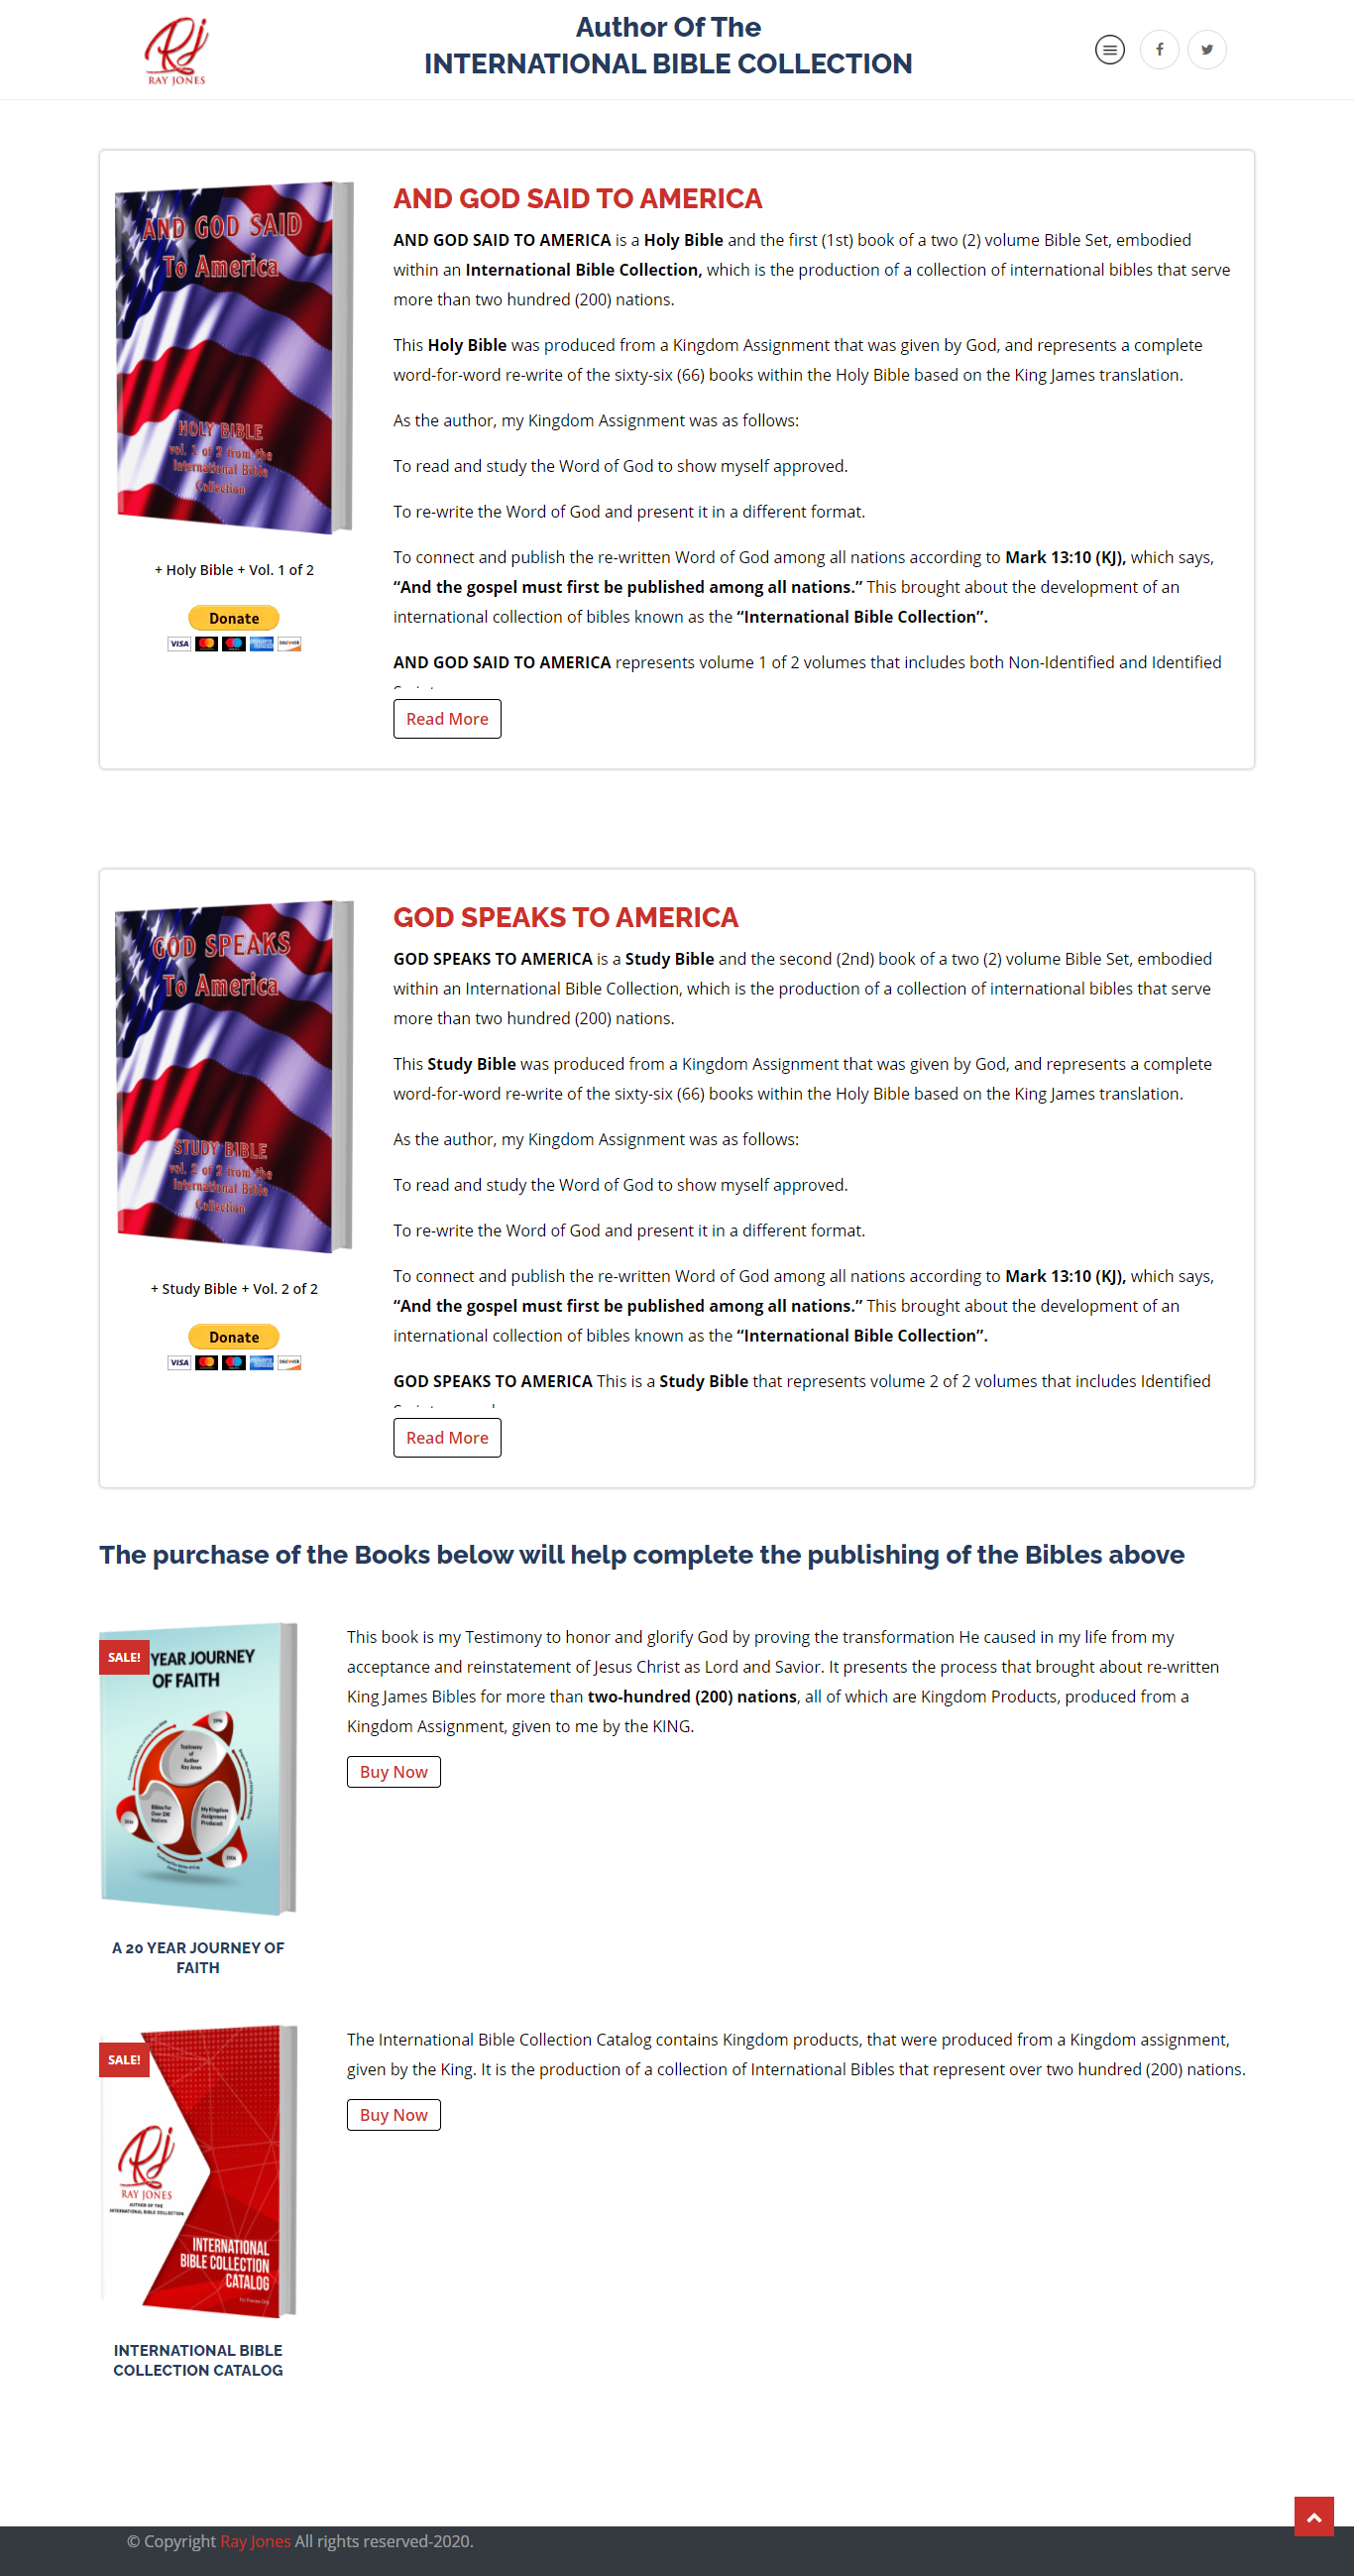 RAY JONES
Author Of The
INTERNATIONAL BIBLE COLLECTION
AND GOD SAID
To America
HOLY BIBLE
vol. 1 of 2 from the
International Bible
Collection
+ Holy Bible + Vol. 1 of 2
Donate
VISA
DISCOVER
AND GOD SAID TO AMERICA
AND GOD SAID TO AMERICA is a Holy Bible and the first (1st) book of a two (2) volume Bible Set, embodied
within an International Bible Collection, which is the production of a collection of international bibles that serve
more than two hundred (200) nations.
This Holy Bible was produced from a Kingdom Assignment that was given by God, and represents a complete
word-for-word re-write of the sixty-six (66) books within the Holy Bible based on the King James translation.
As the author, my Kingdom Assignment was as follows:
To read and study the Word of God to show myself approved.
To re-write the Word of God and present it in a different format.
To connect and publish the re-written Word of God among all nations according to Mark 13:10 (KJ), which says,
“And the gospel must first be published among all nations.” This brought about the development of an
international collection of bibles known as the “International Bible Collection”.
AND GOD SAID TO AMERICA represents volume 1 of 2 volumes that includes both Non-Identified and Identified
Read More
GOD SPEAKS
To America
STUDY BIBLE
vol. 2 of 2 from the
International Bible
Collection
+ Study Bible + Vol. 2 of 2
Donate
VISA
DISCOVER
GOD SPEAKS TO AMERICA
GOD SPEAKS TO AMERICA is a Study Bible and the second (2nd) book of a two (2) volume Bible Set, embodied
within an International Bible Collection, which is the production of a collection of international bibles that serve
more than two hundred (200) nations.
This Study Bible was produced from a Kingdom Assignment that was given by God, and represents a complete
word-for-word re-write of the sixty-six (66) books within the Holy Bible based on the King James translation.
As the author, my Kingdom Assignment was as follows:
To read and study the Word of God to show myself approved.
To re-write the Word of God and present it in a different format.
To connect and publish the re-written Word of God among all nations according to Mark 13:10 (KJ), which says,
“And the gospel must first be published among all nations.” This brought about the development of an
international collection of bibles known as the “International Bible Collection”.
GOD SPEAKS TO AMERICA This is a Study Bible that represents volume 2 of 2 volumes that includes Identified
Read More
The purchase of the Books below will help complete the publishing of the Bibles above
SALE!
YEAR JOURNEY
OF FAITH
1996
Testimony
of
Author
Ray Jones
Bibles For
Over 200
Nations
My Kingdom
Assignment
Produced:
2016
2006
A 20 YEAR JOURNEY OF
FAITH
This book is my Testimony to honor and glorify God by proving the transformation He caused in my life from my
acceptance and reinstatement of Jesus Christ as Lord and Savior. It presents the process that brought about re-written
King James Bibles for more than two-hundred (200) nations, all of which are Kingdom Products, produced from a
Kingdom Assignment, given to me by the KING.
Buy Now
SALE!
RAY JONES
AUTHOR OF THE
INTERNATIONAL BIBLE COLLECTION
INTERNATIONAL
BIBLE COLLECTION
CATALOG
INTERNATIONAL BIBLE
COLLECTION CATALOG
The International Bible Collection Catalog contains Kingdom products, that were produced from a Kingdom assignment,
given by the King. It is the production of a collection of International Bibles that represent over two hundred (200) nations.
Buy Now
© Copyright Ray Jones All rights reserved-2020.